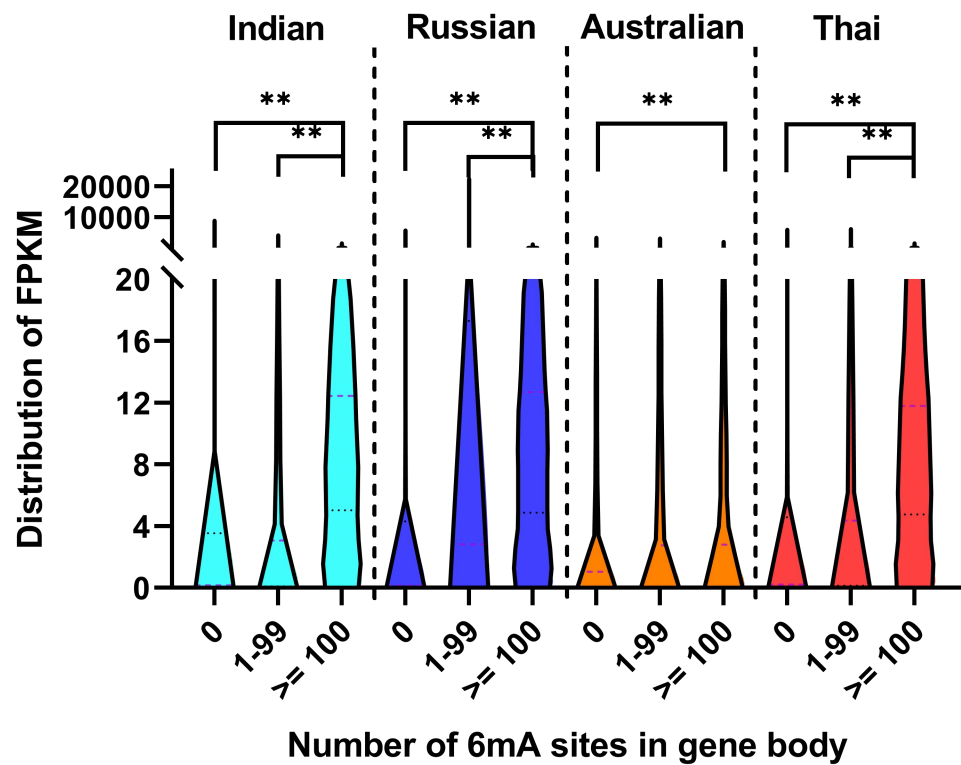 Indian Russian Australian Thai
** ** ** **
** ** **
20000
10000
20
16
12
8
4
0
Distribution of FPKM
0 1-99 >= 100 0 1-99 >= 100 0 1-99 >= 100 0 1-99 >= 100
Number of 6mA sites in gene body